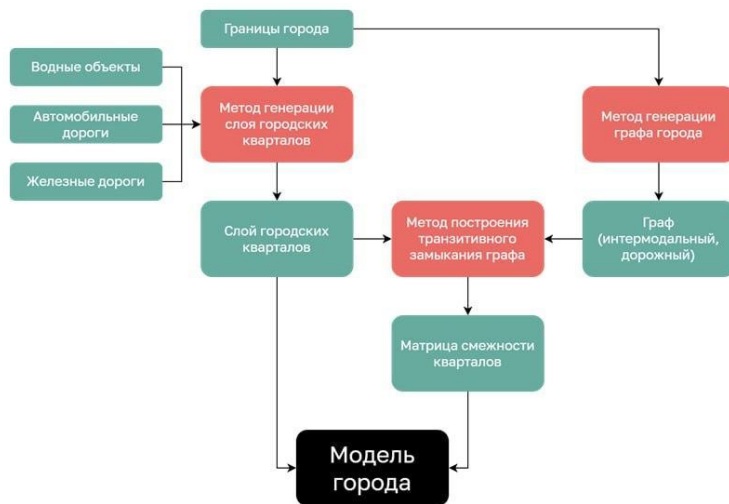 Границы города
Водные объекты
Автомобильные
дороги
Железные дороги
Метод генерации
слоя городских
кварталов
Метод генерации
графа города
Слой городских
кварталов
Метод построения
транзитивного
замыкания графа
Граф
(интермодальный,
дорожный)
Матрица смежности
кварталов
Модель
города